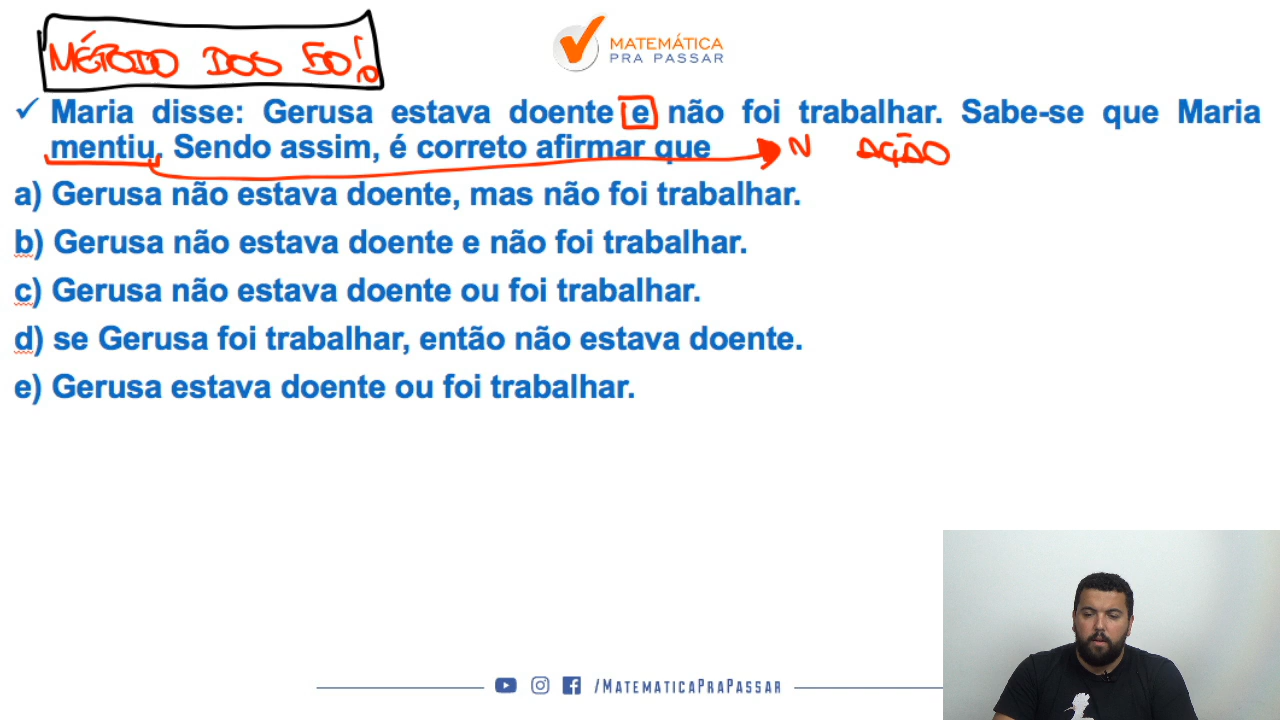 MÉTODO DOS 50!
MATEMÁTICA
PRA PASSAR
✓ Maria disse: Gerusa estava doente e não foi trabalhar. Sabe-se que Maria
mentiu. Sendo assim, é correto afirmar que
N AÇÃO
a) Gerusa não estava doente, mas não foi trabalhar.
b) Gerusa não estava doente e não foi trabalhar.
c) Gerusa não estava doente ou foi trabalhar.
d) se Gerusa foi trabalhar, então não estava doente.
e) Gerusa estava doente ou foi trabalhar.
/MATEMATICAPRAPASSAR